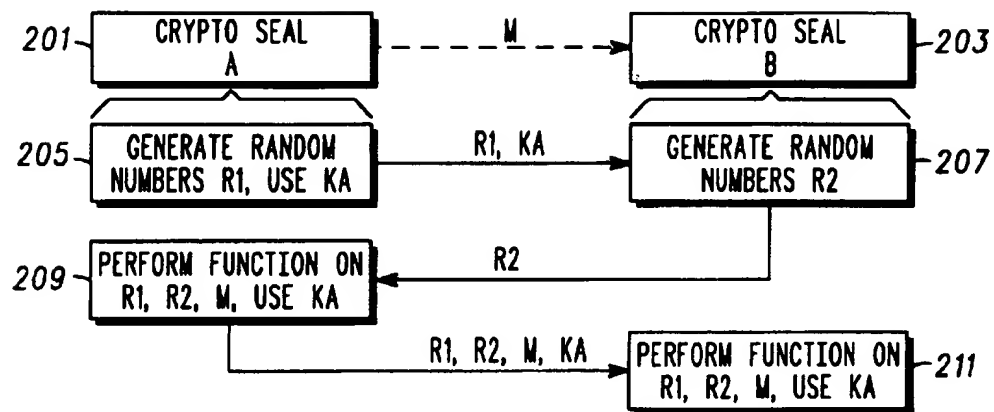 201
CRYPTO SEAL
A
M
CRYPTO SEAL
B
203
205
GENERATE RANDOM
NUMBERS R1, USE KA
R1, KA
GENERATE RANDOM
NUMBERS R2
207
209
PERFORM FUNCTION ON
R1, R2, M, USE KA
R2
R1, R2, M, KA
PERFORM FUNCTION ON
R1, R2, M, USE KA
211